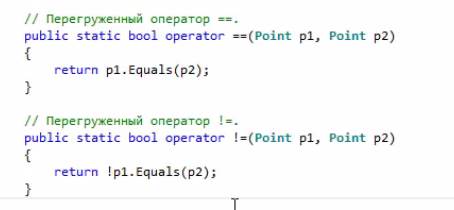 // Перегруженный оператор ==.
public static bool operator ==(Point p1, Point p2)
{
return p1.Equals(p2);
}
// Перегруженный оператор !=.
public static bool operator !=(Point p1, Point p2)
{
return !p1.Equals(p2);
}